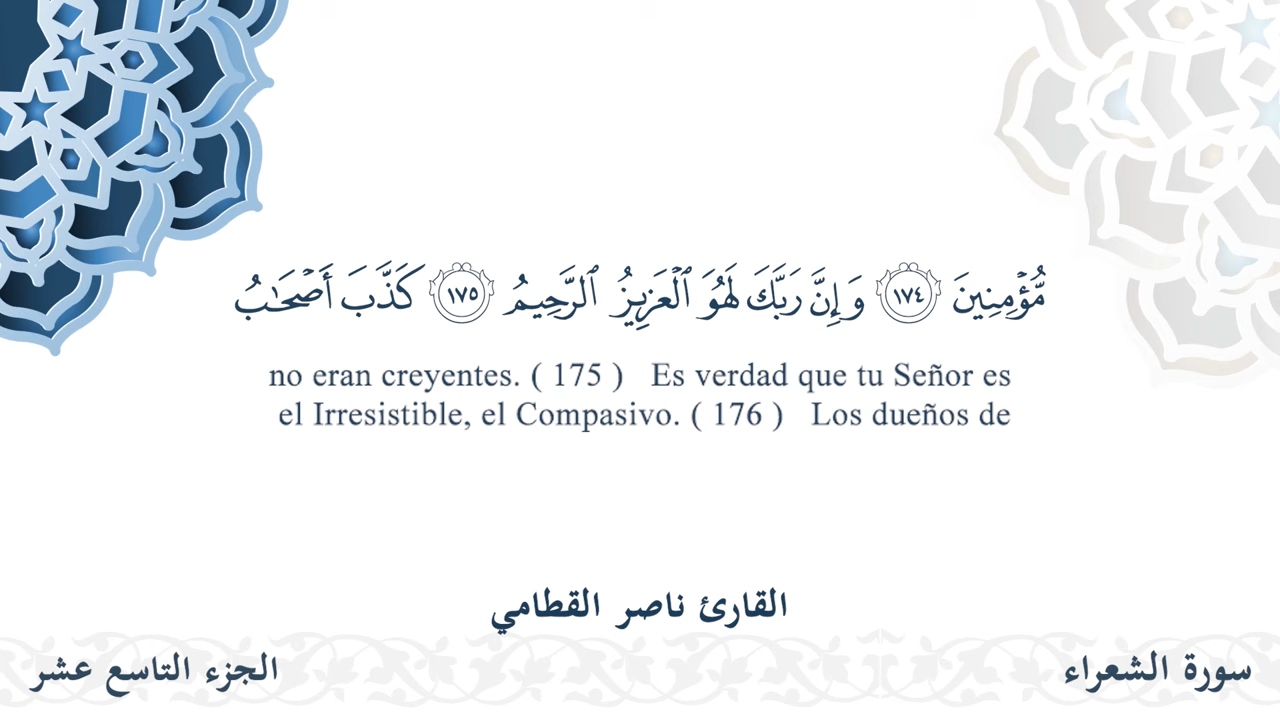 مُّؤۡمِنِينَ ١٧٤ وَإِنَّ رَبَّكَ لَهُوَ ٱلۡعَزِيزُ ٱلرَّحِيمُ ١٧٥ كَذَّبَ أَصۡحَٰبُ
no eran creyentes. ( 175 ) Es verdad que tu Señor es
el Irresistible, el Compasivo. ( 176 ) Los dueños de
القارئ ناصر القطامي
سورة الشعراء
الجزء التاسع عشر